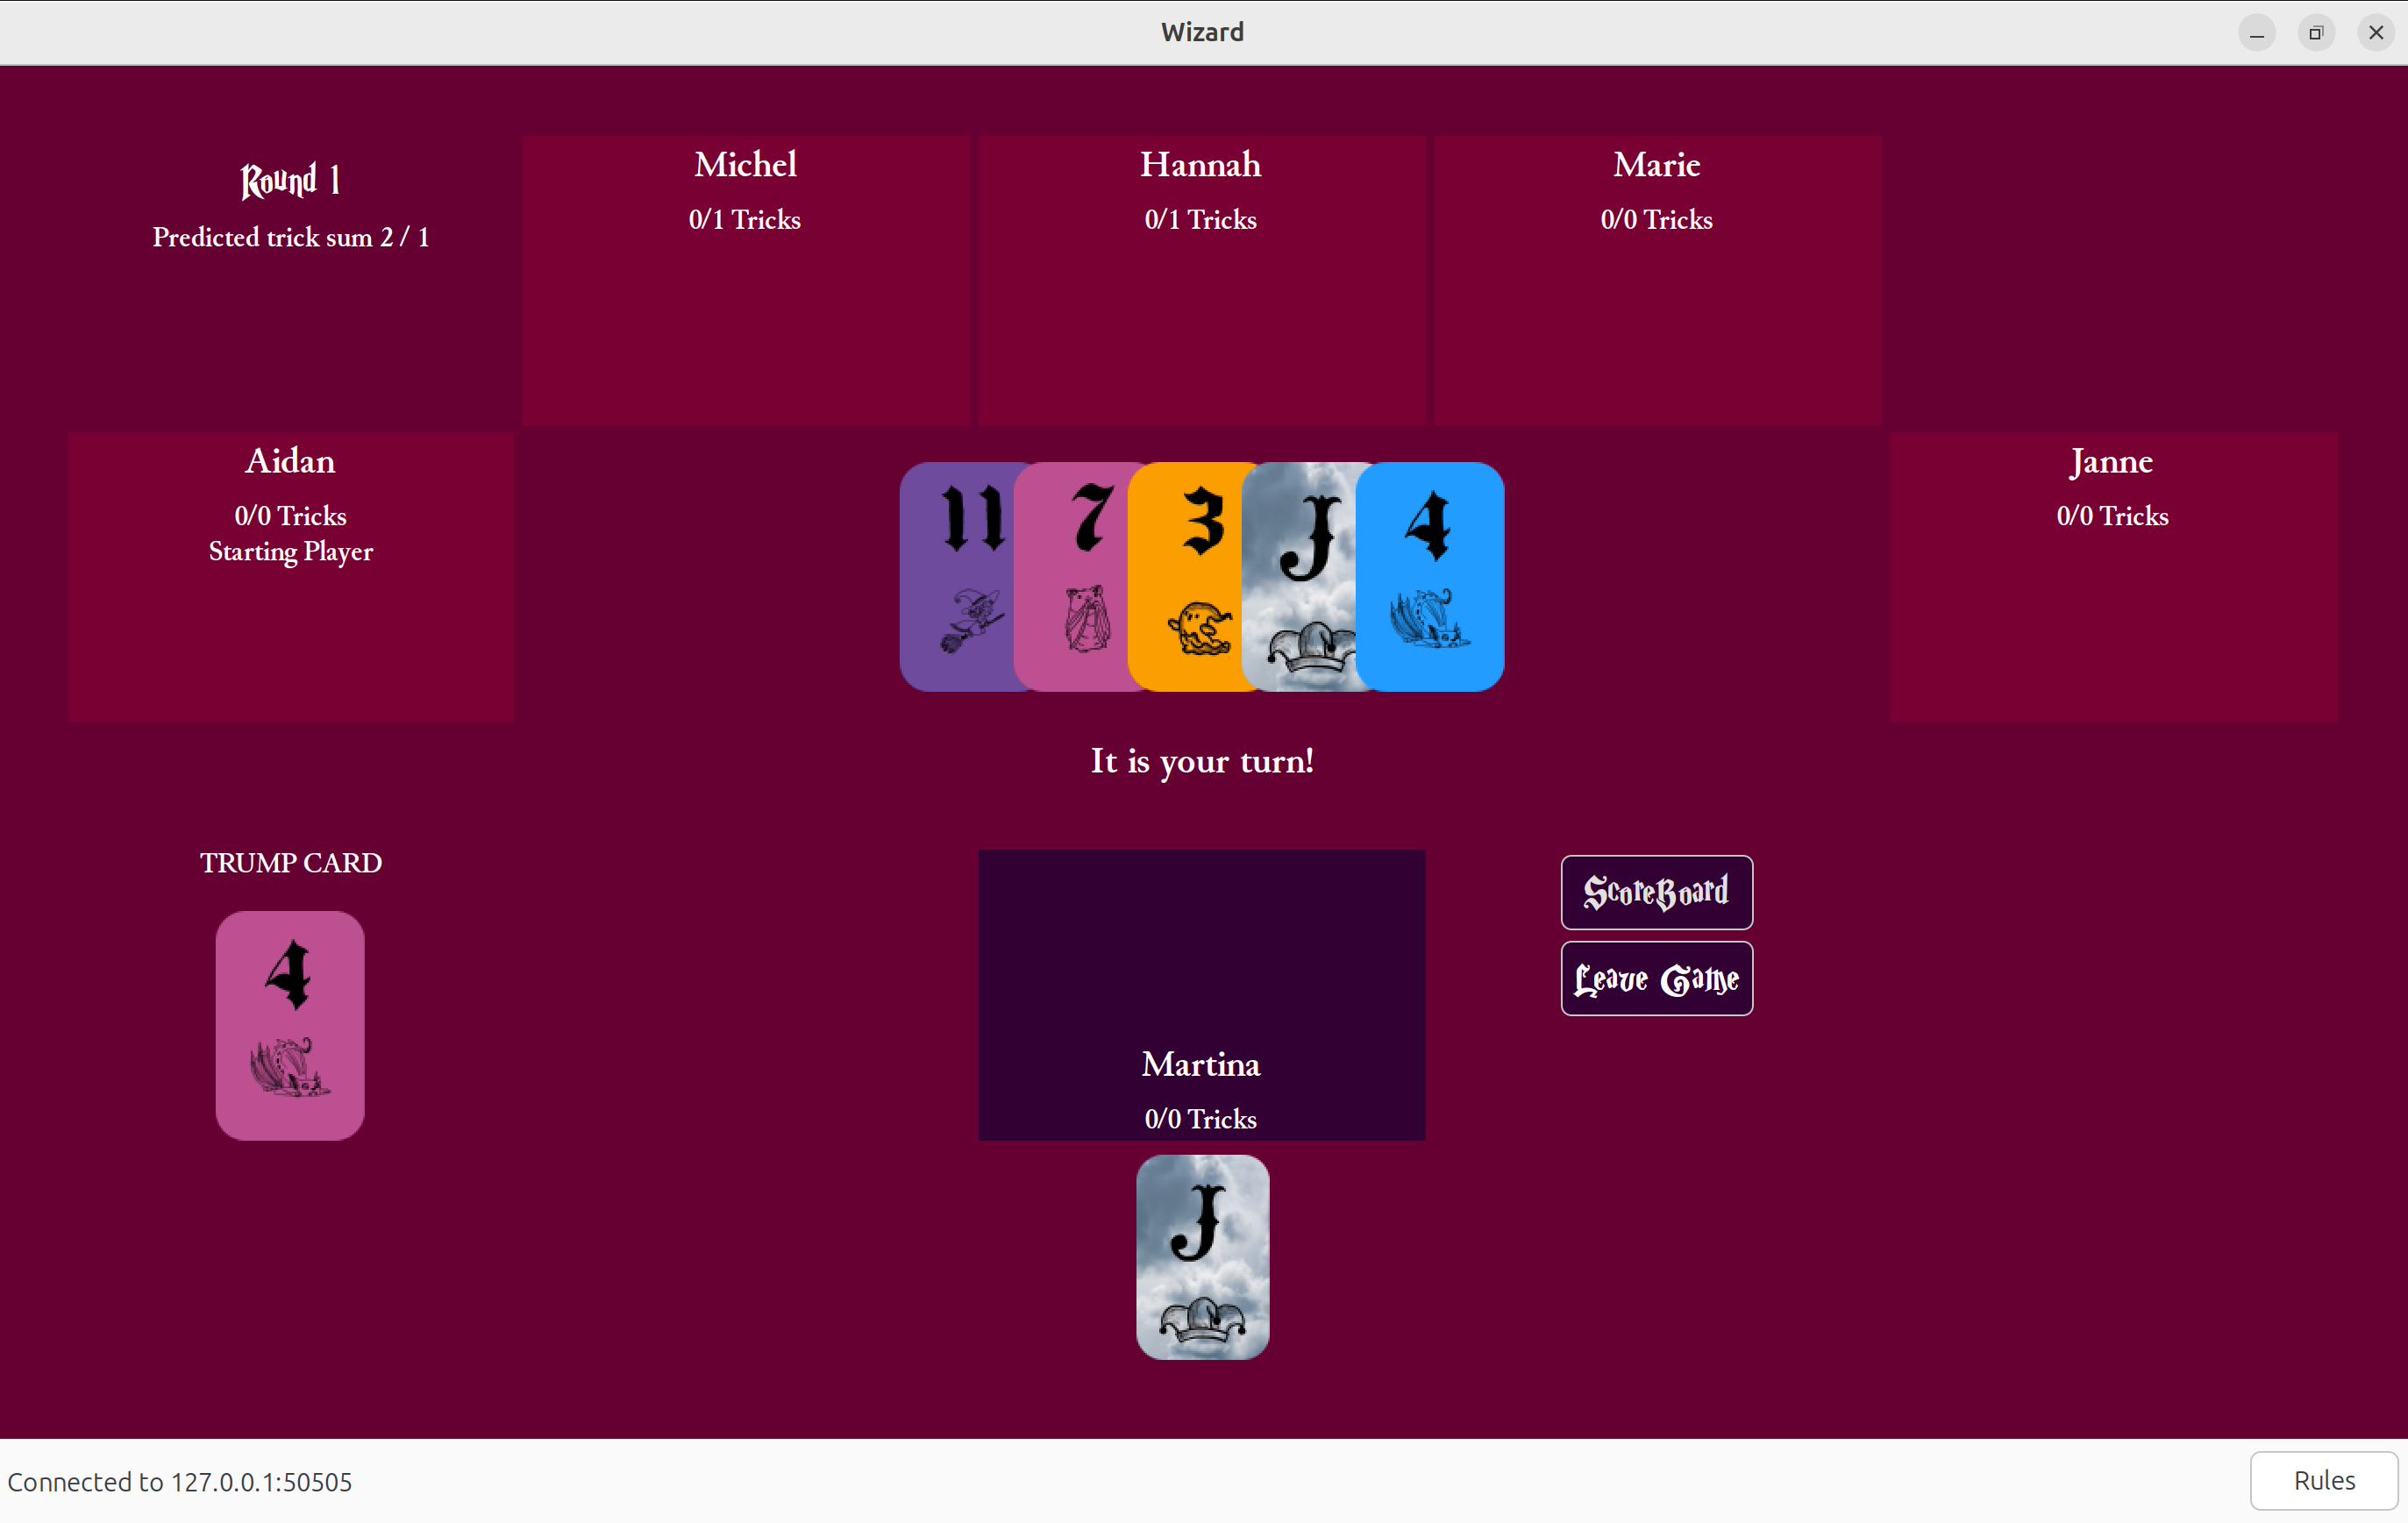 Wizard
Round 1
Predicted trick sum 2 / 1
Michel
0/1 Tricks
Hannah
0/1 Tricks
Marie
0/0 Tricks
Aidan
0/0 Tricks
Starting Player
11
7
3
J
4
Janne
0/0 Tricks
It is your turn!
TRUMP CARD
4
Martina
0/0 Tricks
J
ScoreBoard
Leave Game
Connected to 127.0.0.1:50505
Rules